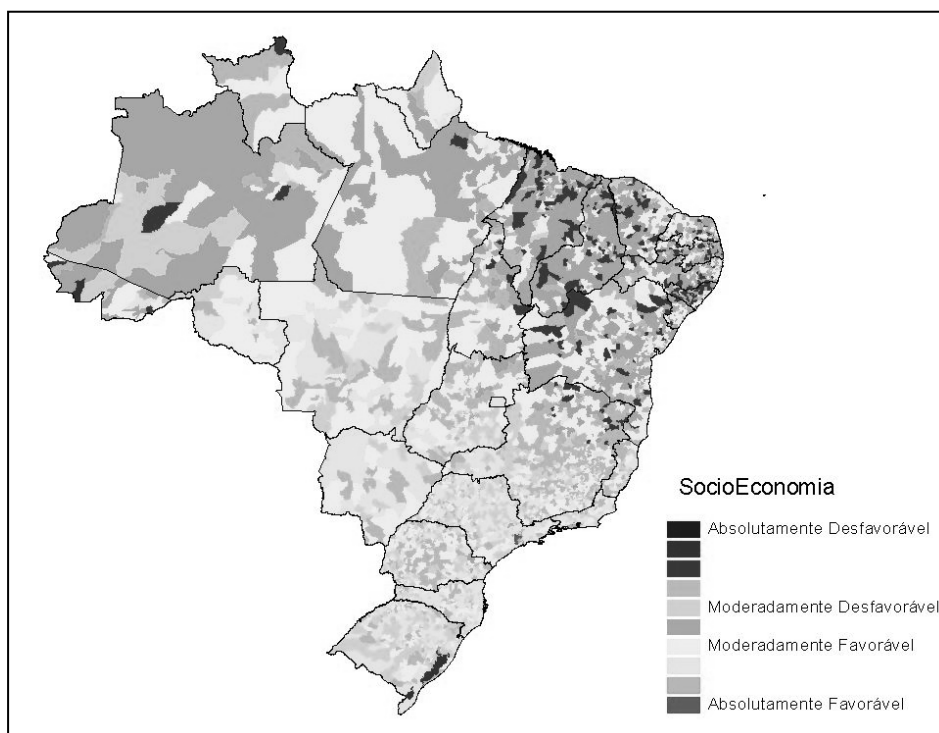 SocioEconomia
Absolutamente Desfavorável
Moderadamente Desfavorável
Moderadamente Favorável
Absolutamente Favorável